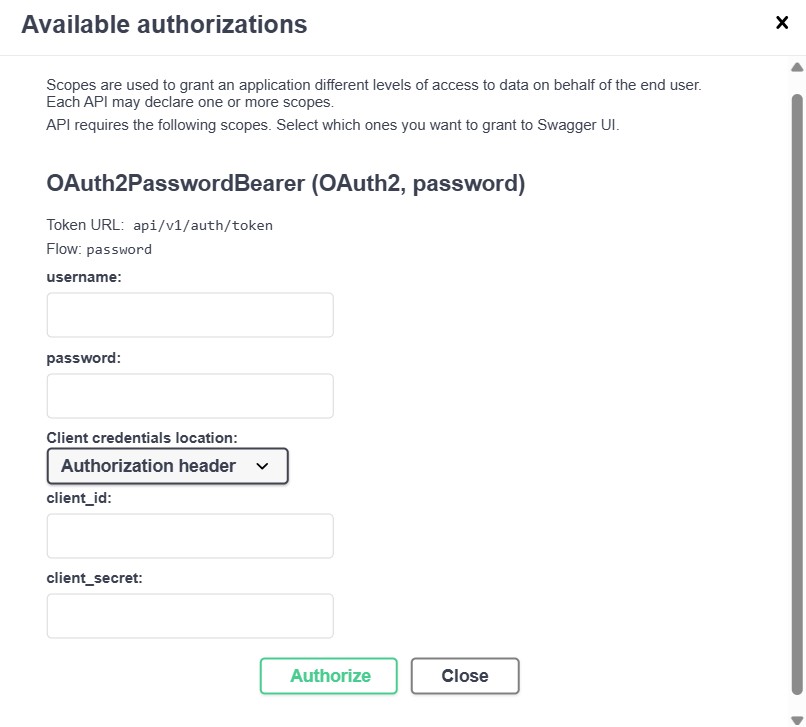 Available authorizations
Scopes are used to grant an application different levels of access to data on behalf of the end user.
Each API may declare one or more scopes.
API requires the following scopes. Select which ones you want to grant to Swagger UI.
OAuth2PasswordBearer (OAuth2, password)
Token URL: api/v1/auth/token
Flow: password
username:
password:
Client credentials location:
Authorization header
client_id:
client_secret:
Authorize Close